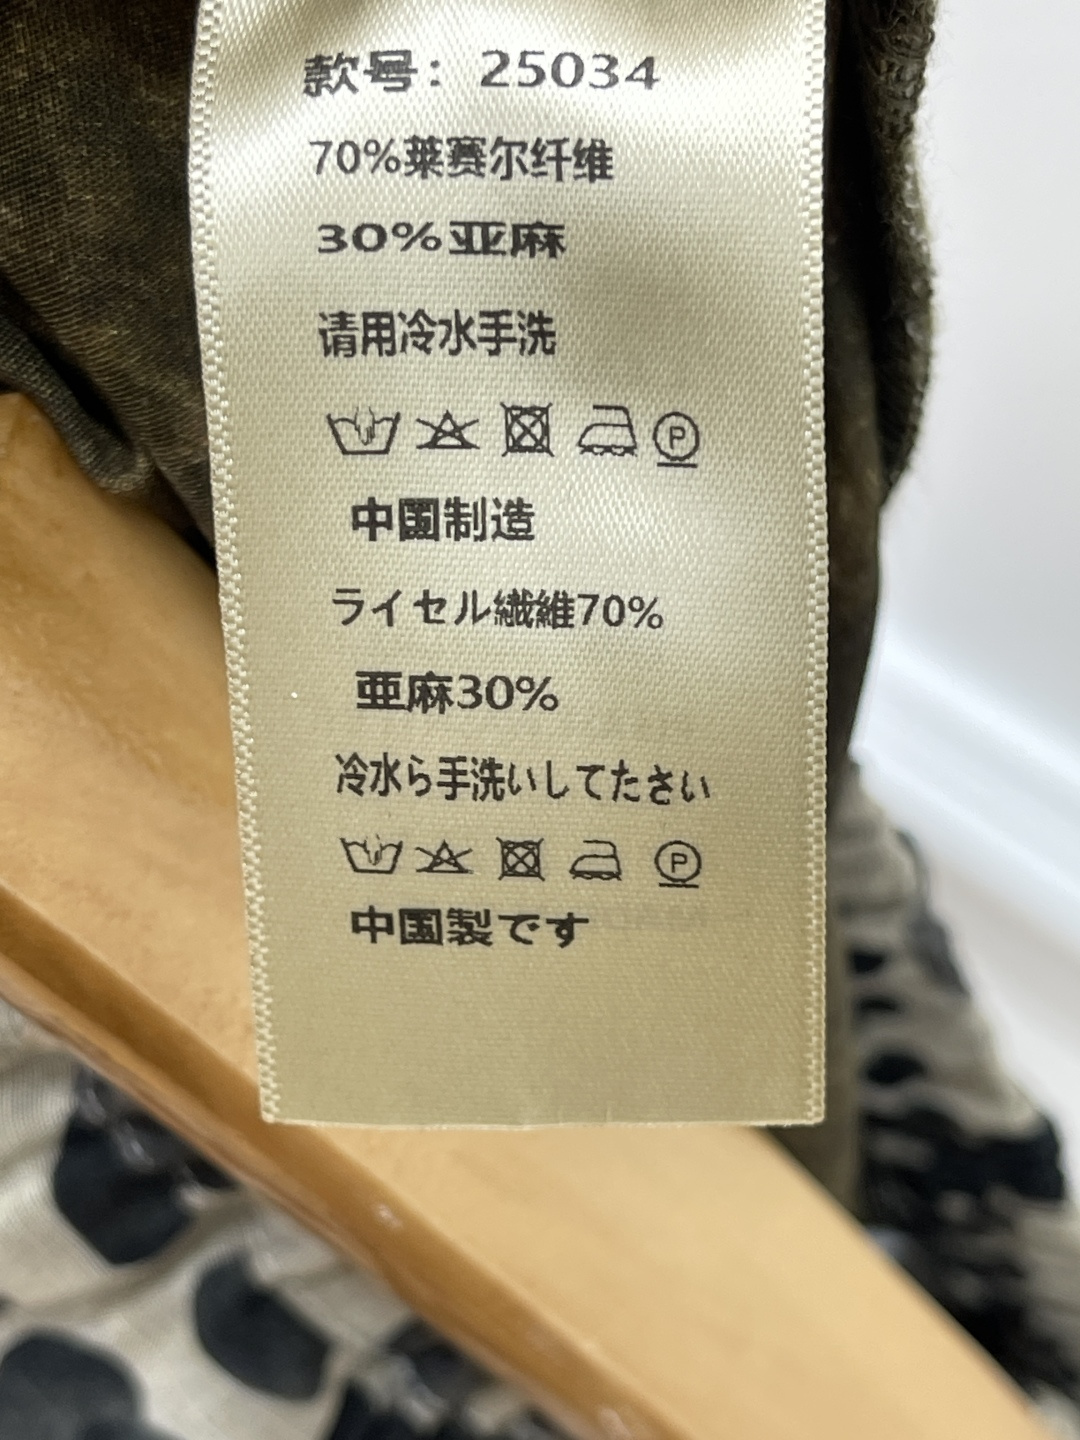 款号：25034
70%莱赛尔纤维
30%亚麻
请用冷水手洗
P
中国制造
ライセル繊維70%
亜麻30%
冷水ら手洗いしてたさい
P
中国製です